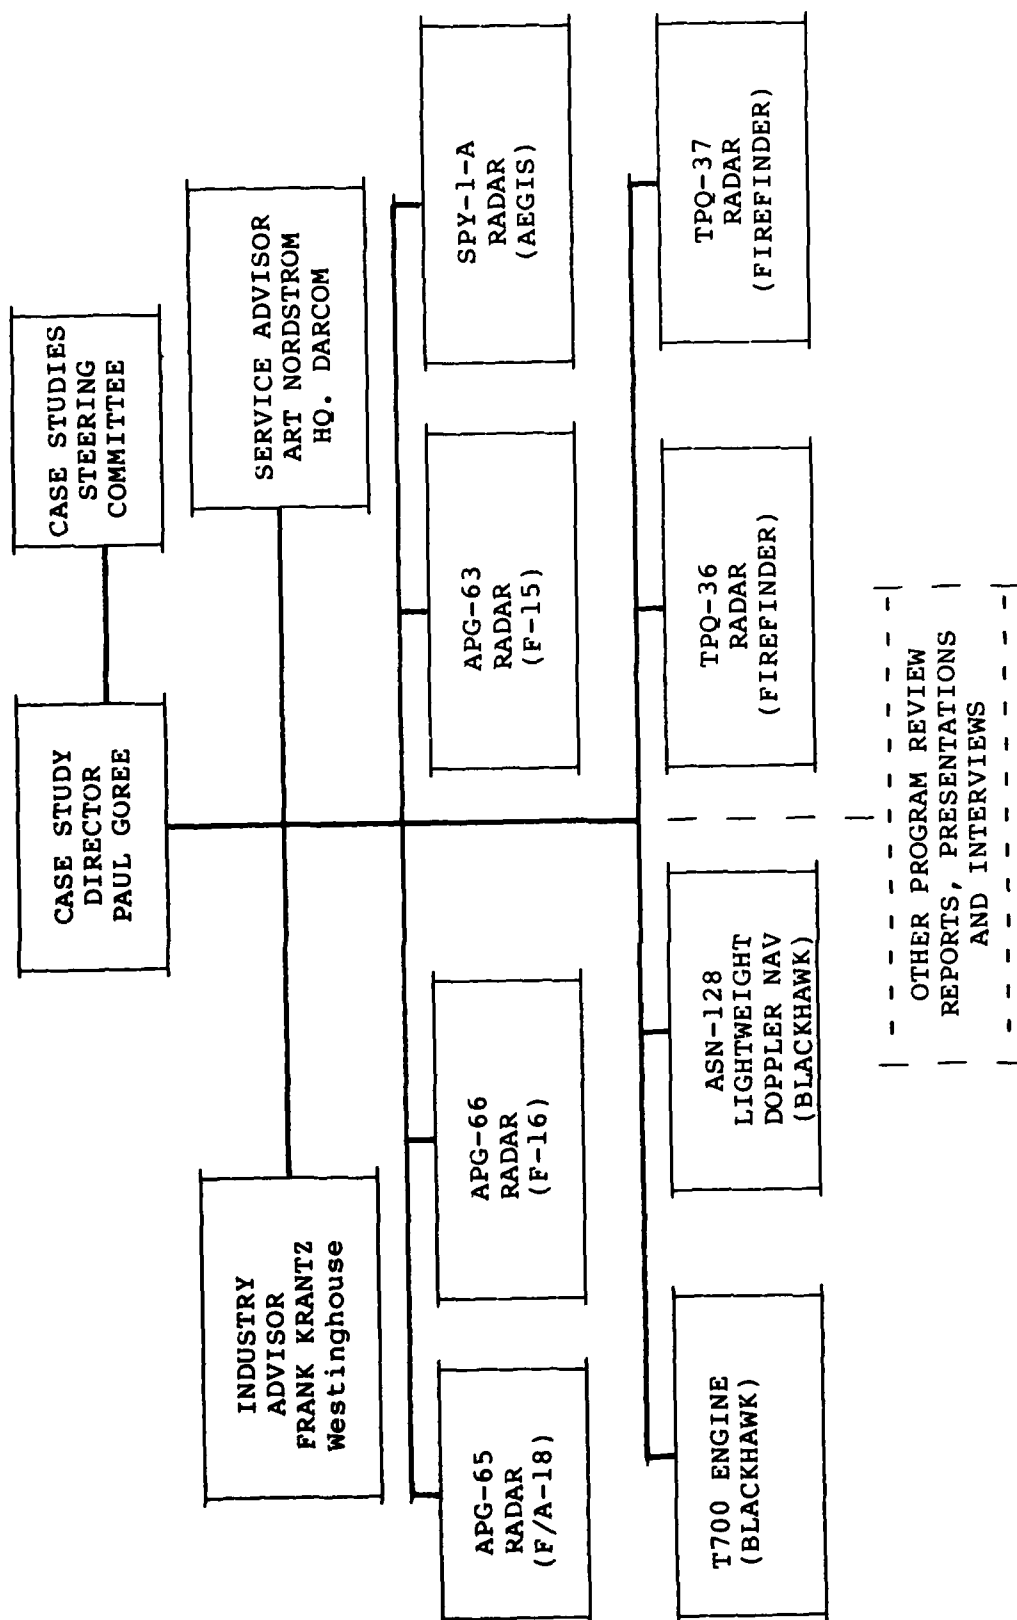 CASE STUDY
DIRECTOR
PAUL GOREE
CASE STUDIES
STEERING
COMMITTEE
INDUSTRY
ADVISOR
FRANK KRANTZ
Westinghouse
SERVICE ADVISOR
ART NORDSTROM
HQ. DARCOM
APG-65
RADAR
(F/A-18)
APG-66
RADAR
(F-16)
APG-63
RADAR
(F-15)
SPY-1-A
RADAR
(AEGIS)
T700 ENGINE
(BLACKHAWK)
ASN-128
LIGHTWEIGHT
DOPPLER NAV
(BLACKHAWK)
TPQ-36
RADAR
(FIREFINDER)
TPQ-37
RADAR
(FIREFINDER)
OTHER PROGRAM REVIEW
REPORTS, PRESENTATIONS
AND INTERVIEWS